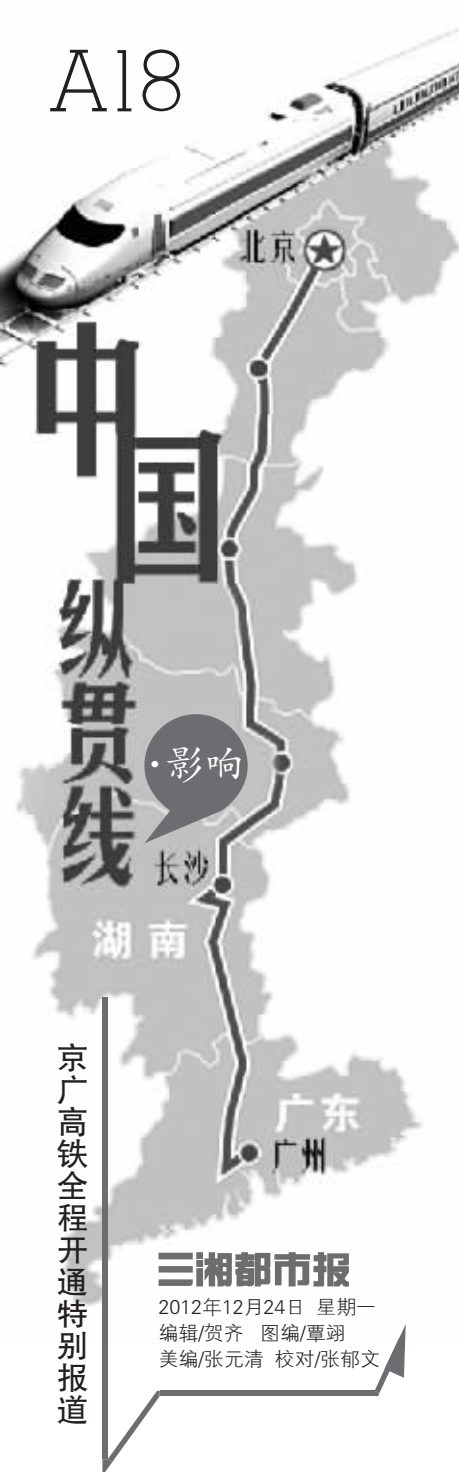 A18
北京
中国
纵贯线
·影响
长沙
湖南
广东
广州
京广高铁全程开通特别报道
三湘都市报
2012年12月24日 星期一
编辑/贺齐 图编/覃翊
美编/张元清 校对/张郁文